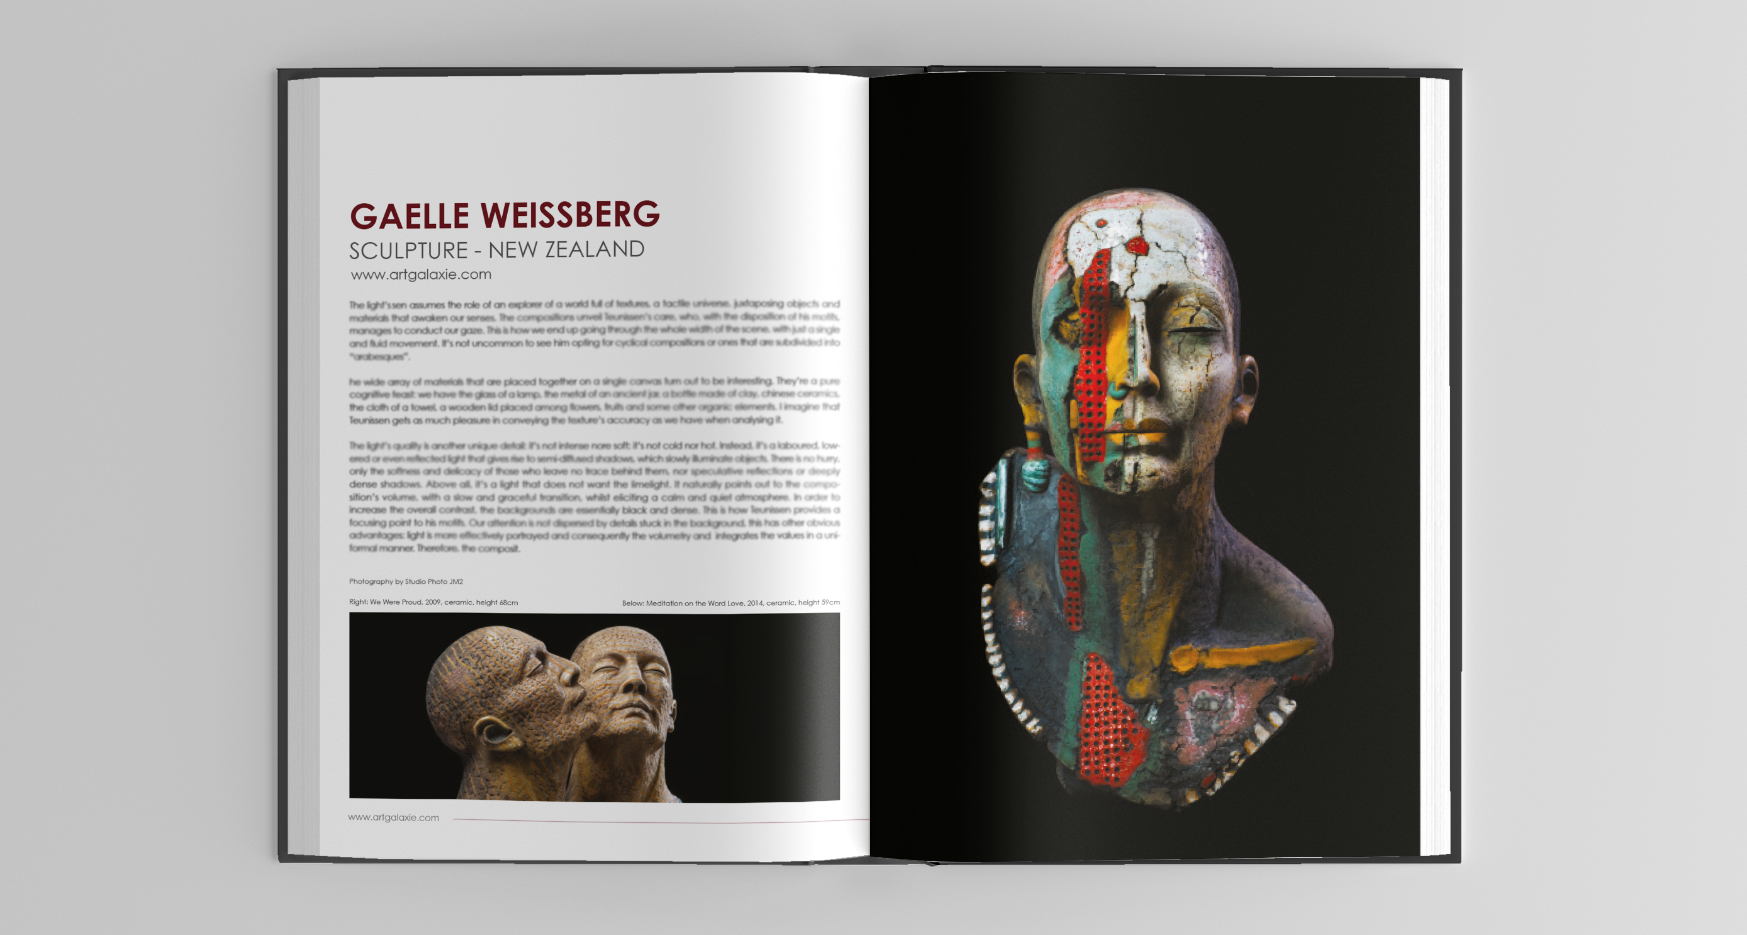 GAELLE WEISSBERG
SCULPTURE - NEW ZEALAND
www.artgalaxie.com
The light's sen assumes the role of an explorer of a world full of textures, a tactile universe, juxtaposing objects and
materials that awaken our senses. The compositions unveil Teunissen's care, who, with the disposition of his motifs,
manages to conduct our gaze. This is how we end up going through the whole width of the scene, with just a single
and fluid movement. It's not uncommon to see him opting for cyclical compositions or ones that are subdivided into
"arabesques".
he wide array of materials that are placed together on a single canvas turn out to be interesting. They're a pure
cognitive feast: we have the glass of a lamp, the metal of an ancient jar, a bottle made of clay, chinese ceramics,
the cloth of a towel, a wooden lid placed among flowers, fruits and some other organic elements. I imagine that
Teunissen gets as much pleasure in conveying the texture's accuracy as we have when analysing it.
The light's quality is another unique detail: it's not intense nore soft; it's not cold nor hot. Instead, it's a laboured, low-
ered or even reflected light that gives rise to semi-diffused shadows, which slowly illuminate objects. There is no hurry,
only the softness and delicacy of those who leave no trace behind them, nor speculative reflections or deeply
dense shadows. Above all, it's a light that does not want the limelight. It naturally points out to the compo-
sition's volume, with a slow and graceful transition, whilst eliciting a calm and quiet atmosphere. In order to
increase the overall contrast, the backgrounds are essentially black and dense. This is how Teunissen provides a
focusing point to his motifs. Our attention is not dispersed by details stuck in the background, this has other obvious
advantages: light is more effectively portrayed and consequently the volumetry and integrates the values in a uni-
formal manner. Therefore, the composit.
Photography by Studio Photo JM2
Right: We Were Proud, 2009, ceramic, height 68cm
Below: Meditation on the Word Love, 2014, ceramic, height 59cm
www.artgalaxie.com